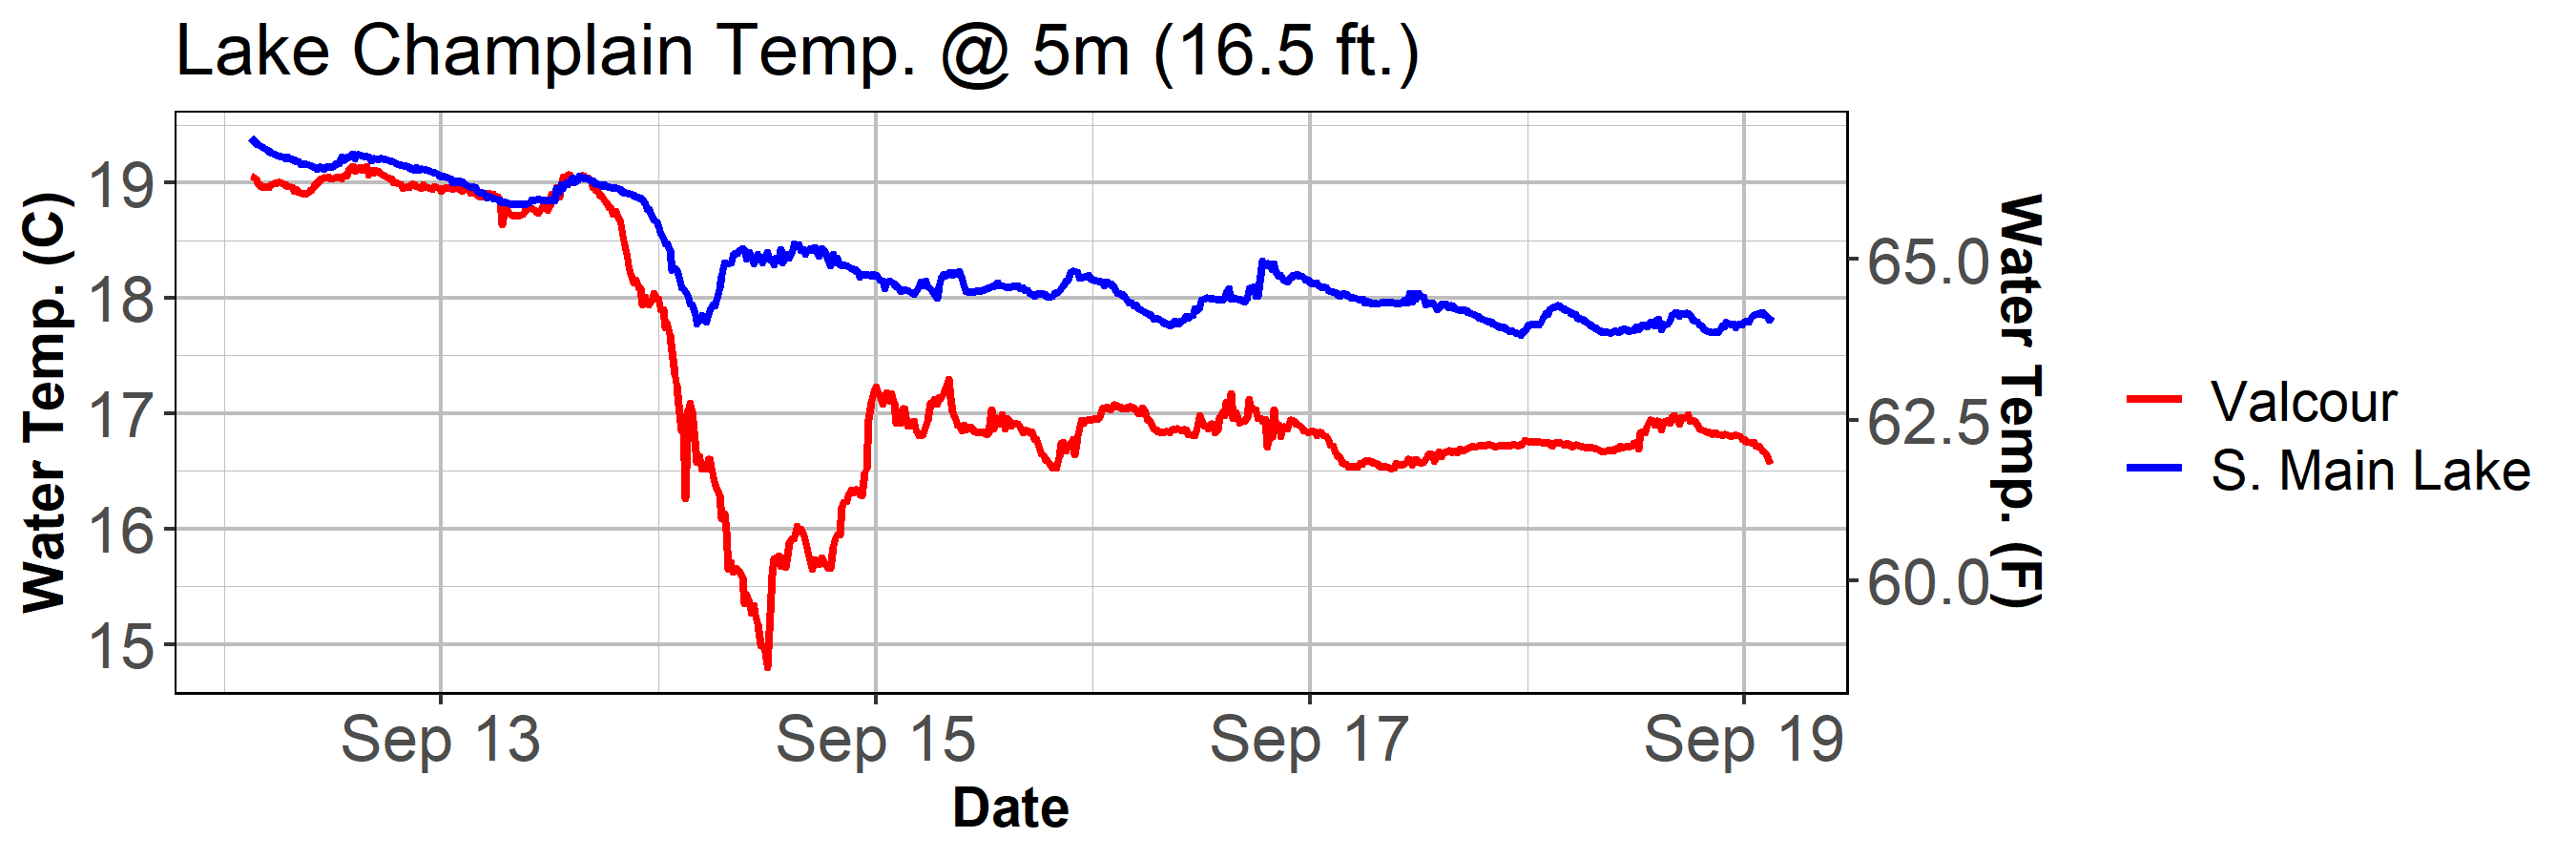 Lake Champlain Temp. @ 5m (16.5 ft.)
Water Temp. (C)
19
18
17
16
15
65.0
62.5
60.0
Water Temp. (F)
Valcour
S. Main Lake
Sep 13
Sep 15
Sep 17
Sep 19
Date